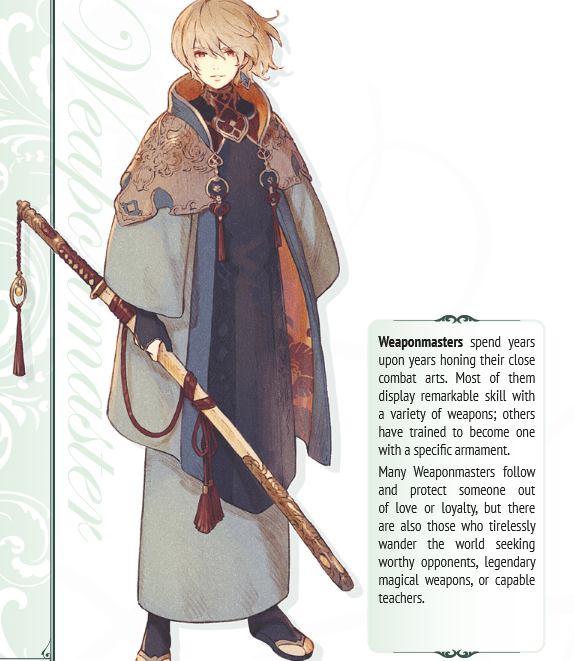 Weaponmaster
Weaponmasters spend years
upon years honing their close
combat arts. Most of them
display remarkable skill with
a variety of weapons; others
have trained to become one
with a specific armament.
Many Weaponmasters follow
and protect someone out
of love or loyalty, but there
are also those who tirelessly
wander the world seeking
worthy opponents, legendary
magical weapons, or capable
teachers.